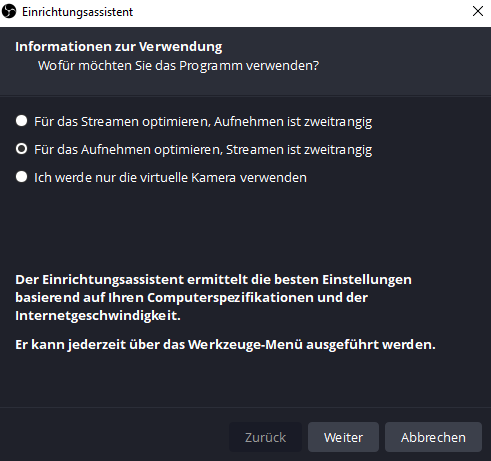 Einrichtungsassistent
Informationen zur Verwendung
Wofür möchten Sie das Programm verwenden?
Für das Streamen optimieren, Aufnehmen ist zweitrangig
Für das Aufnehmen optimieren, Streamen ist zweitrangig
Ich werde nur die virtuelle Kamera verwenden
Der Einrichtungsassistent ermittelt die besten Einstellungen
basierend auf Ihren Computerspezifikationen und der
Internetgeschwindigkeit.
Er kann jederzeit über das Werkzeuge-Menü ausgeführt werden.
Zurück Weiter Abbrechen